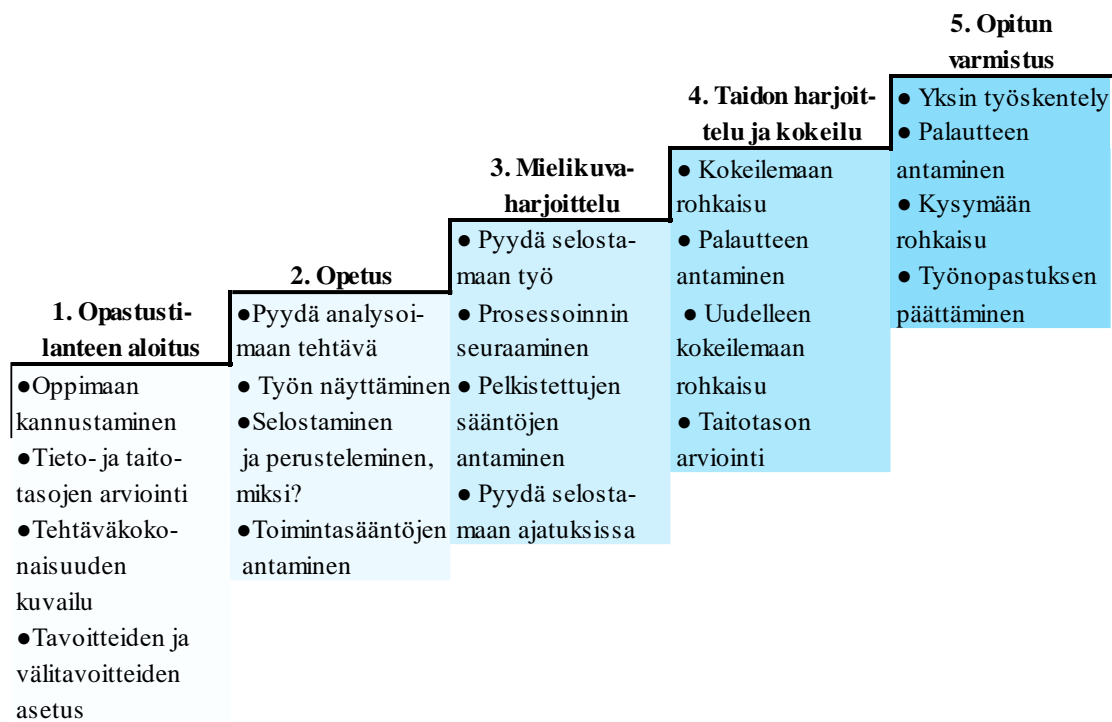 1. Opastusti-
lanteen aloitus
●Oppimaan
kannustaminen
●Tieto- ja taito-
tasojen arviointi
●Tehtäväkoko-
naisuuden
kuvailu
●Tavoitteiden ja
välitavoitteiden
asetus
2. Opetus
●Pyydä analysoi-
maan tehtävä
● Työn näyttäminen
●Selostaminen
ja perusteleminen,
miksi?
●Toimintasääntöjen
antaminen
3. Mielikuva-
harjoittelu
● Pyydä selosta-
maan työ
● Prosessoinnin
seuraaminen
● Pelkistettujen
sääntöjen
antaminen
● Pyydä selosta-
maan ajatuksissa
4. Taidon harjoit-
telu ja kokeilu
● Kokeilemaan
rohkaisu
● Palautteen
antaminen
● Uudelleen
kokeilemaan
rohkaisu
● Taitotason
arviointi
5. Opitun
varmistus
● Yksin työskentely
● Palautteen
antaminen
● Kysymään
rohkaisu
● Työnopastuksen
päättäminen